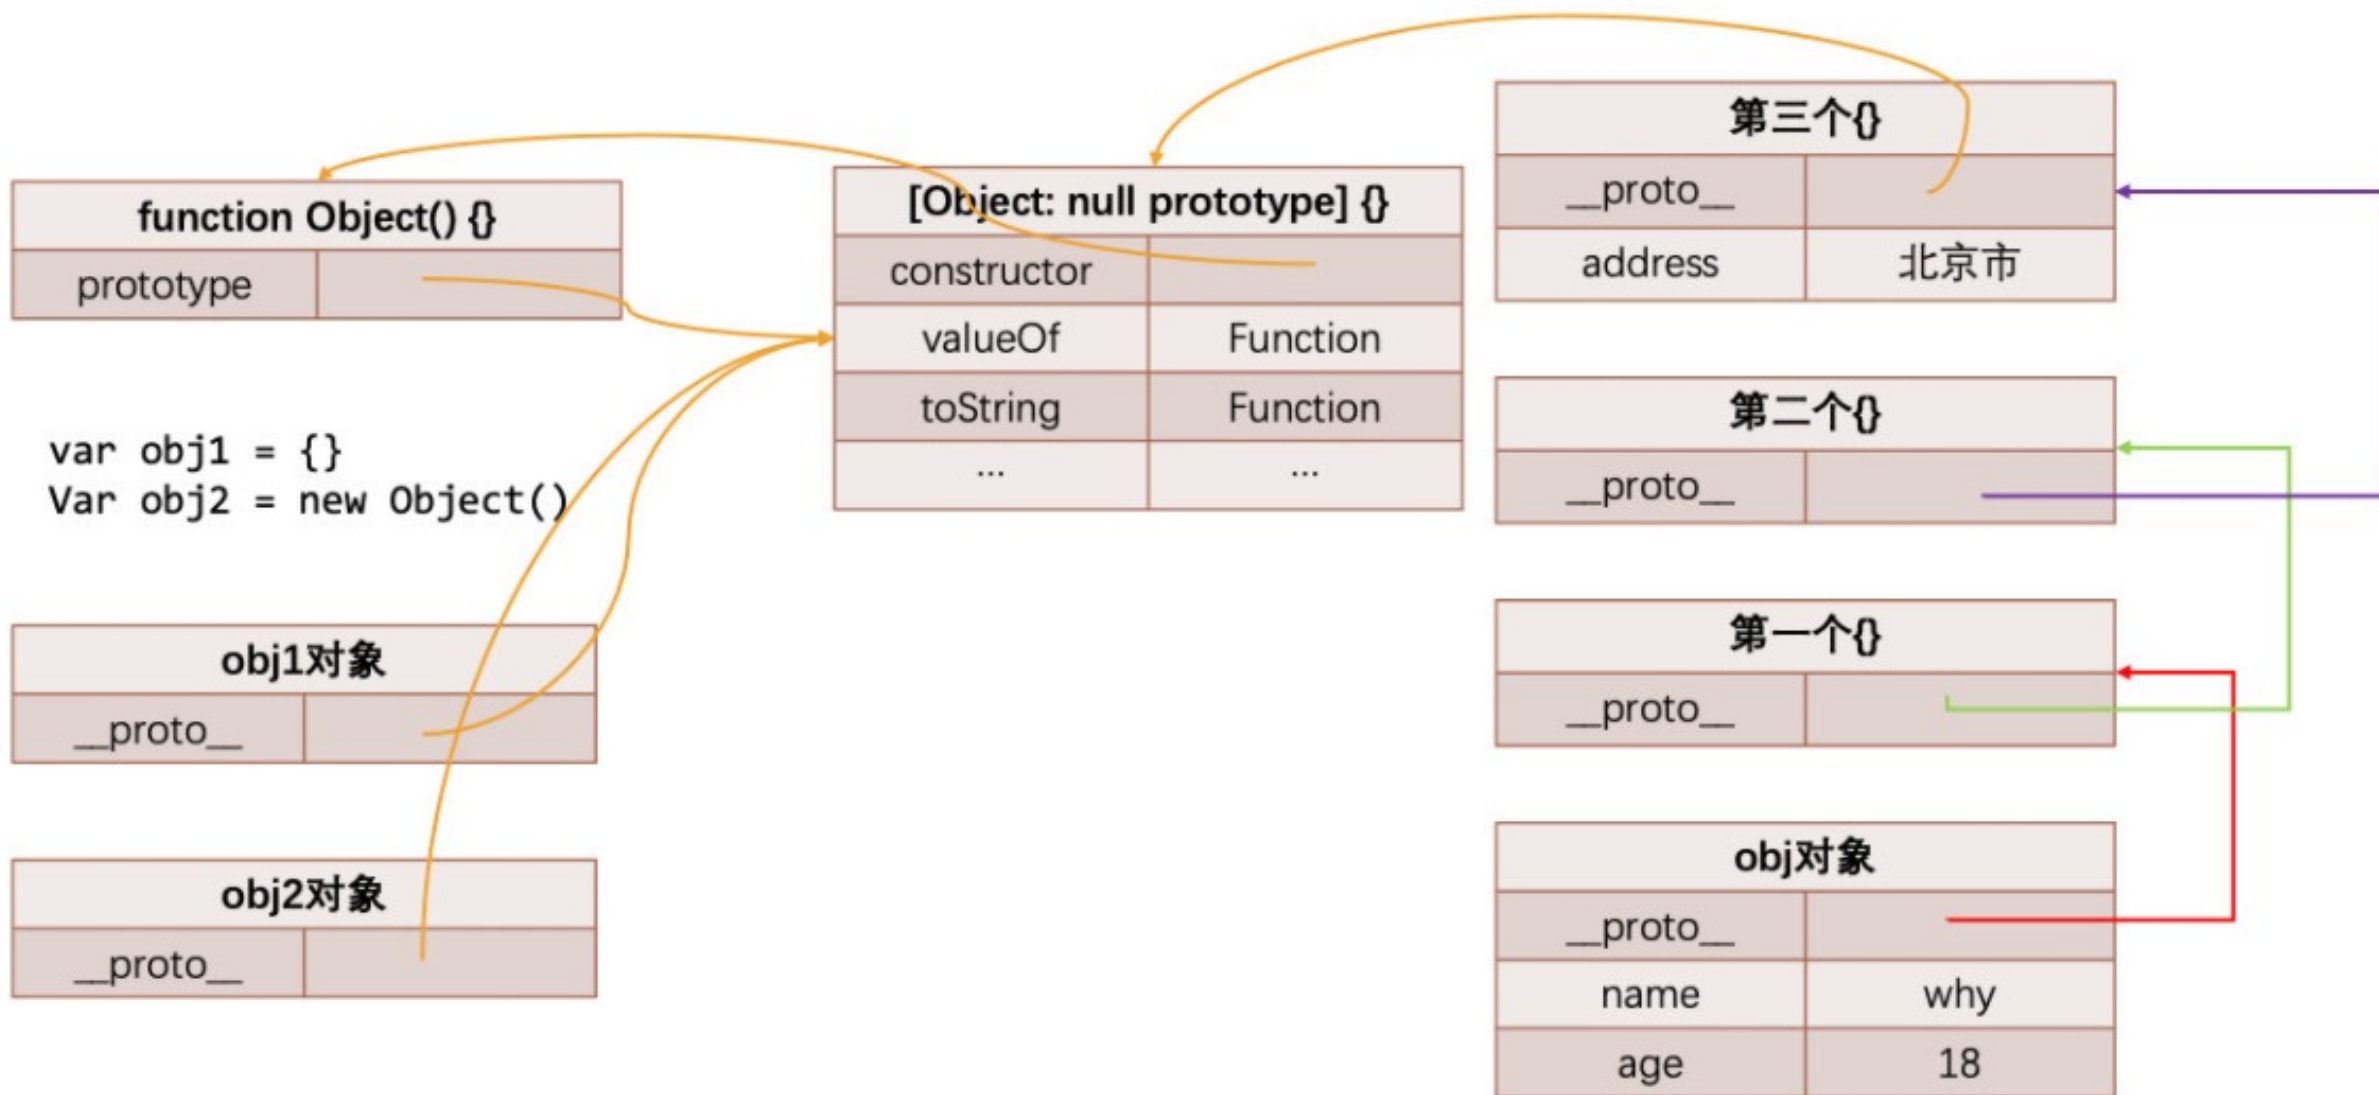 function Object() {}
prototype
var obj1 = {}
Var obj2 = new Object()
obj1对象
__proto__
obj2对象
__proto__
[Object: null prototype] {}
constructor
valueOf Function
toString Function
... ...
第三个{}
__proto__
address 北京市
第二个{}
__proto__
第一个{}
__proto__
obj对象
__proto__
name why
age 18